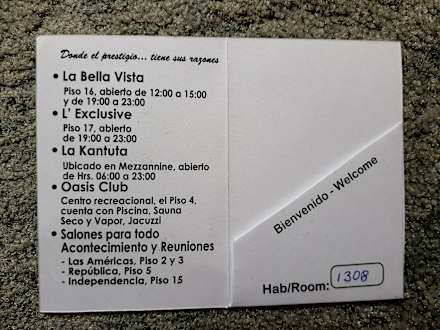 Donde el prestigio... tiene sus razones
• La Bella Vista
Piso 16, abierto de 12:00 a 15:00
y de 19:00 a 23:00
• L' Exclusive
Piso 17, abierto
de 19:00 a 23:00
• La Kantuta
Ubicado en Mezzannine, abierto
de Hrs. 06:00 a 23:00
• Oasis Club
Centro recreacional, el Piso 4,
cuenta con Piscina, Sauna
Seco y Vapor, Jacuzzi
• Salones para todo
Acontecimiento y Reuniones
- Las Américas, Piso 2 y 3
- República, Piso 5
- Independencia, Piso 15
Bienvenido - Welcome
Hab/Room: 1308